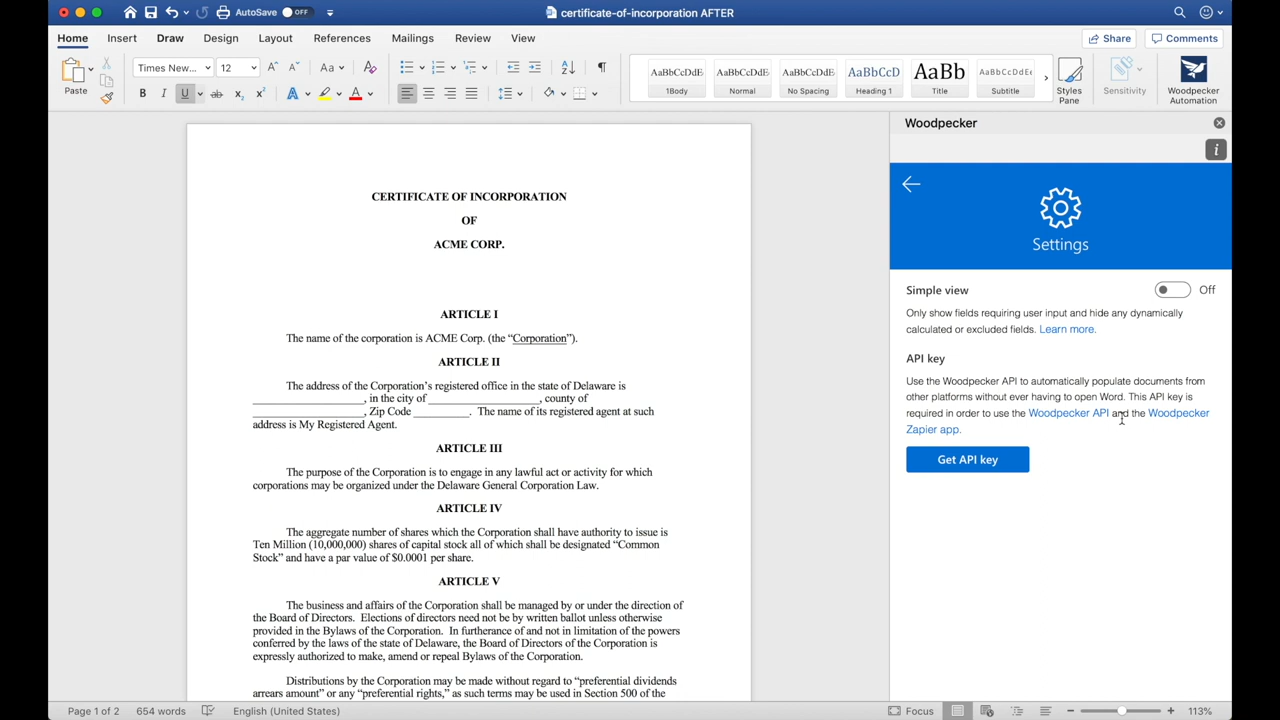 AutoSave OFF
certificate-of-incorporation AFTER
Home Insert Draw Design Layout References Mailings Review View
Share Comments
Paste
Times New... 12 Aa
B I U ab x2 x2 A A
AaBbCcDdE AaBbCcDdE AaBbCcDdE AaBbCcD AaBb AaBbCcDdEe
1Body Normal No Spacing Heading 1 Title Subtitle
Styles Pane
Sensitivity
Woodpecker Automation
CERTIFICATE OF INCORPORATION
OF
ACME CORP.
ARTICLE I
The name of the corporation is ACME Corp. (the “Corporation”).
ARTICLE II
The address of the Corporation’s registered office in the state of Delaware is
____________________, in the city of ____________________, county of
____________________, Zip Code __________. The name of its registered agent at such
address is My Registered Agent.
ARTICLE III
The purpose of the Corporation is to engage in any lawful act or activity for which
corporations may be organized under the Delaware General Corporation Law.
ARTICLE IV
The aggregate number of shares which the Corporation shall have authority to issue is
Ten Million (10,000,000) shares of capital stock all of which shall be designated “Common
Stock” and have a par value of $0.0001 per share.
ARTICLE V
The business and affairs of the Corporation shall be managed by or under the direction of
the Board of Directors. Elections of directors need not be by written ballot unless otherwise
provided in the Bylaws of the Corporation. In furtherance of and not in limitation of the powers
conferred by the laws of the state of Delaware, the Board of Directors of the Corporation is
expressly authorized to make, amend or repeal Bylaws of the Corporation.
Distributions by the Corporation may be made without regard to “preferential dividends
arrears amount” or any “preferential rights,” as such terms may be used in Section 500 of the
Woodpecker
i
Settings
Simple view Off
Only show fields requiring user input and hide any dynamically
calculated or excluded fields. Learn more.
API key
Use the Woodpecker API to automatically populate documents from
other platforms without ever having to open Word. This API key is
required in order to use the Woodpecker API and the Woodpecker
Zapier app.
Get API key
Page 1 of 2 654 words English (United States) Focus 113%